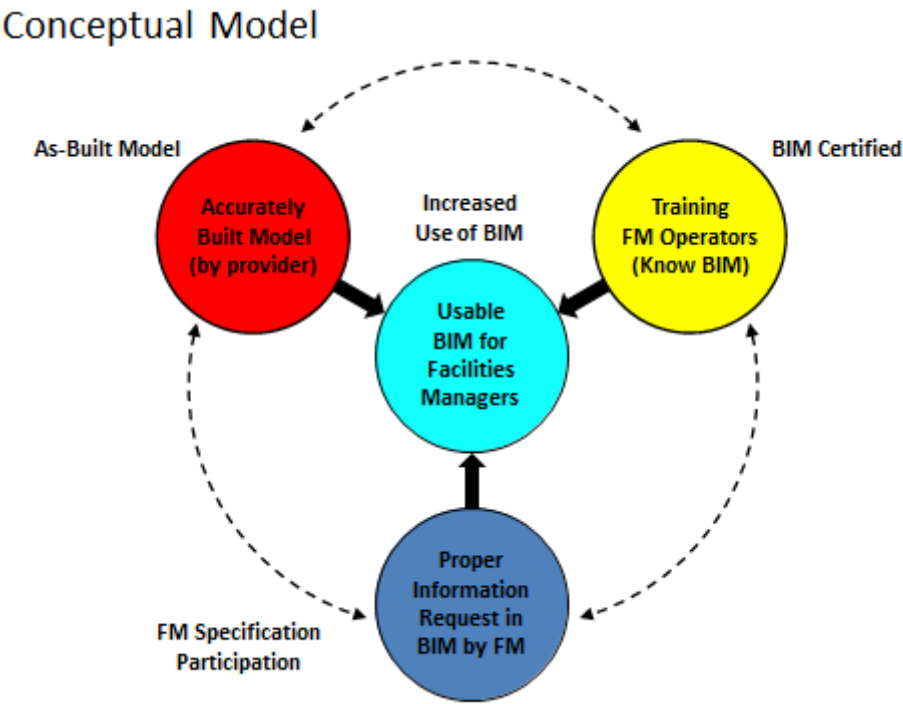 Conceptual Model
As-Built Model
BIM Certified
Accurately
Built Model
(by provider)
Increased
Use of BIM
Training
FM Operators
(Know BIM)
Usable
BIM for
Facilities
Managers
Proper
Information
Request in
BIM by FM
FM Specification
Participation